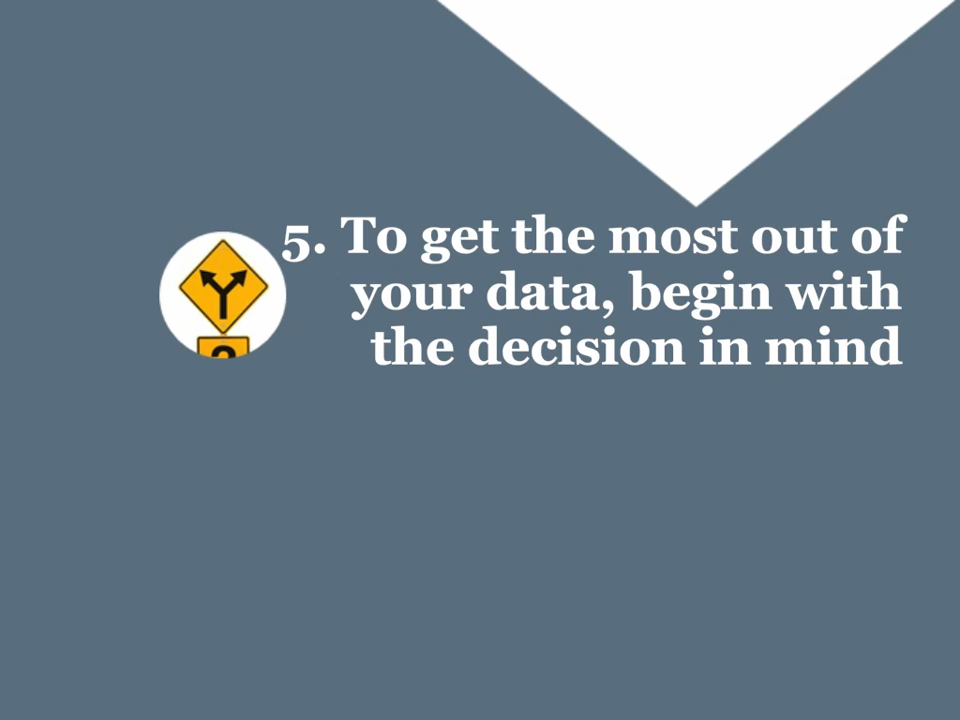 5. To get the most out of
your data, begin with
the decision in mind